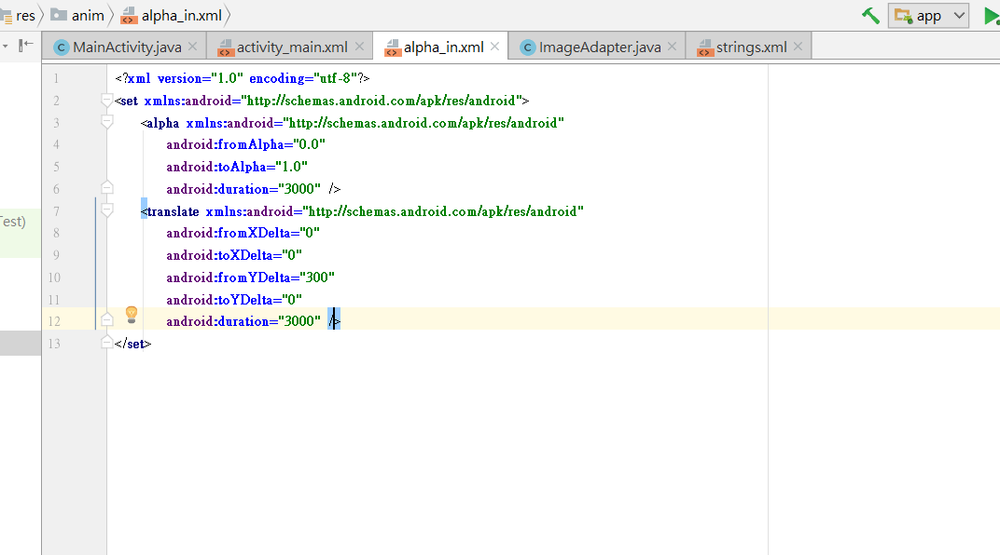 res anim alpha_in.xml app
MainActivity.java activity_main.xml alpha_in.xml ImageAdapter.java strings.xml
1 <?xml version="1.0" encoding="utf-8"?>
2 <set xmlns:android="http://schemas.android.com/apk/res/android">
3 <alpha xmlns:android="http://schemas.android.com/apk/res/android"
4 android:fromAlpha="0.0"
5 android:toAlpha="1.0"
6 android:duration="3000" />
7 <translate xmlns:android="http://schemas.android.com/apk/res/android"
Test) 8 android:fromXDelta="0"
9 android:toXDelta="0"
10 android:fromYDelta="300"
11 android:toYDelta="0"
12 android:duration="3000" />
13 </set>